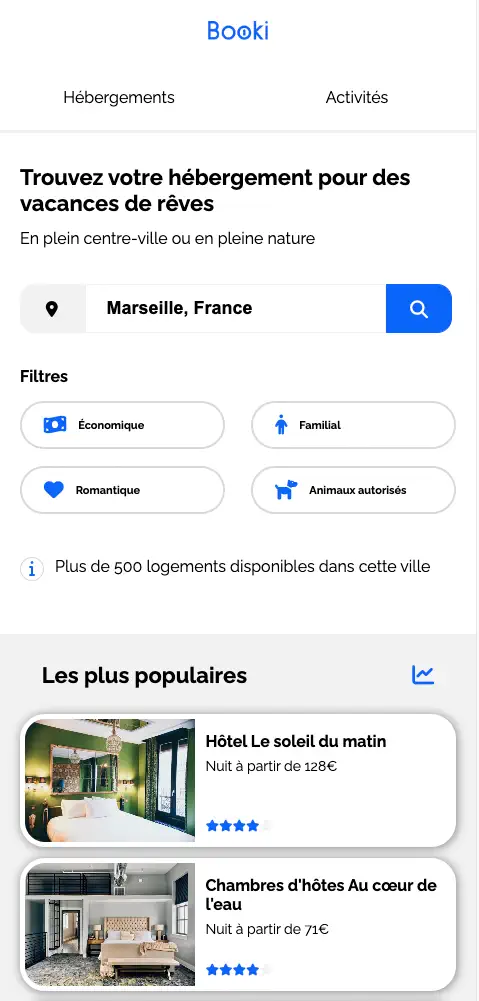 Booki
Hébergements
Activités
Trouvez votre hébergement pour des
vacances de rêves
En plein centre-ville ou en pleine nature
Marseille, France
Filtres
Économique
Familial
Romantique
Animaux autorisés
Plus de 500 logements disponibles dans cette ville
Les plus populaires
Hôtel Le soleil du matin
Nuit à partir de 128€
Chambres d'hôtes Au cœur de
l'eau
Nuit à partir de 71€